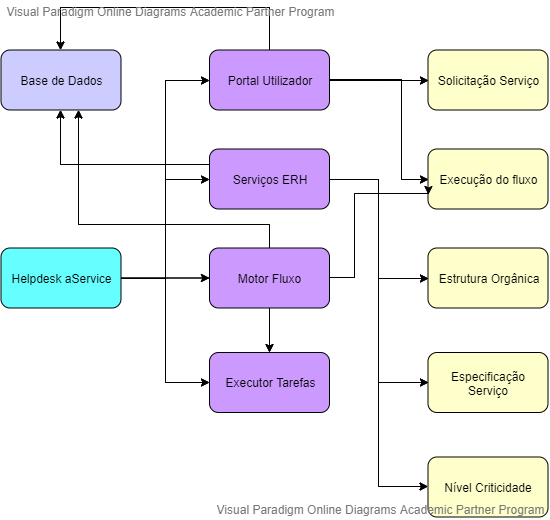 Visual Paradigm Online Diagrams Academic Partner Program
Base de Dados
Portal Utilizador
Solicitação Serviço
Serviços ERH
Execução do fluxo
Helpdesk aService
Motor Fluxo
Estrutura Orgânica
Executor Tarefas
Especificação
Serviço
Nível Criticidade
Visual Paradigm Online Diagrams Academic Partner Program